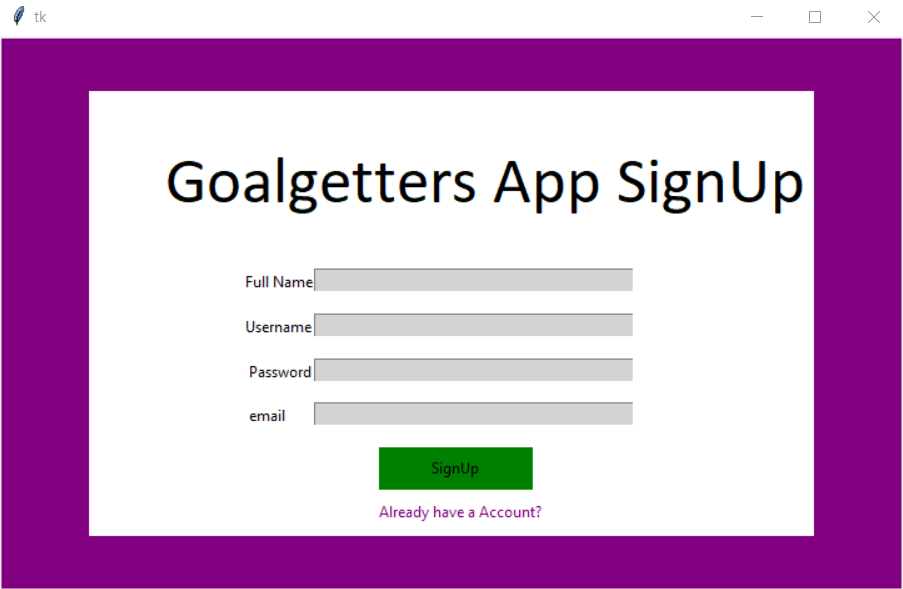 tk
Goalgetters App SignUp
Full Name
Username
Password
email
SignUp
Already have a Account?